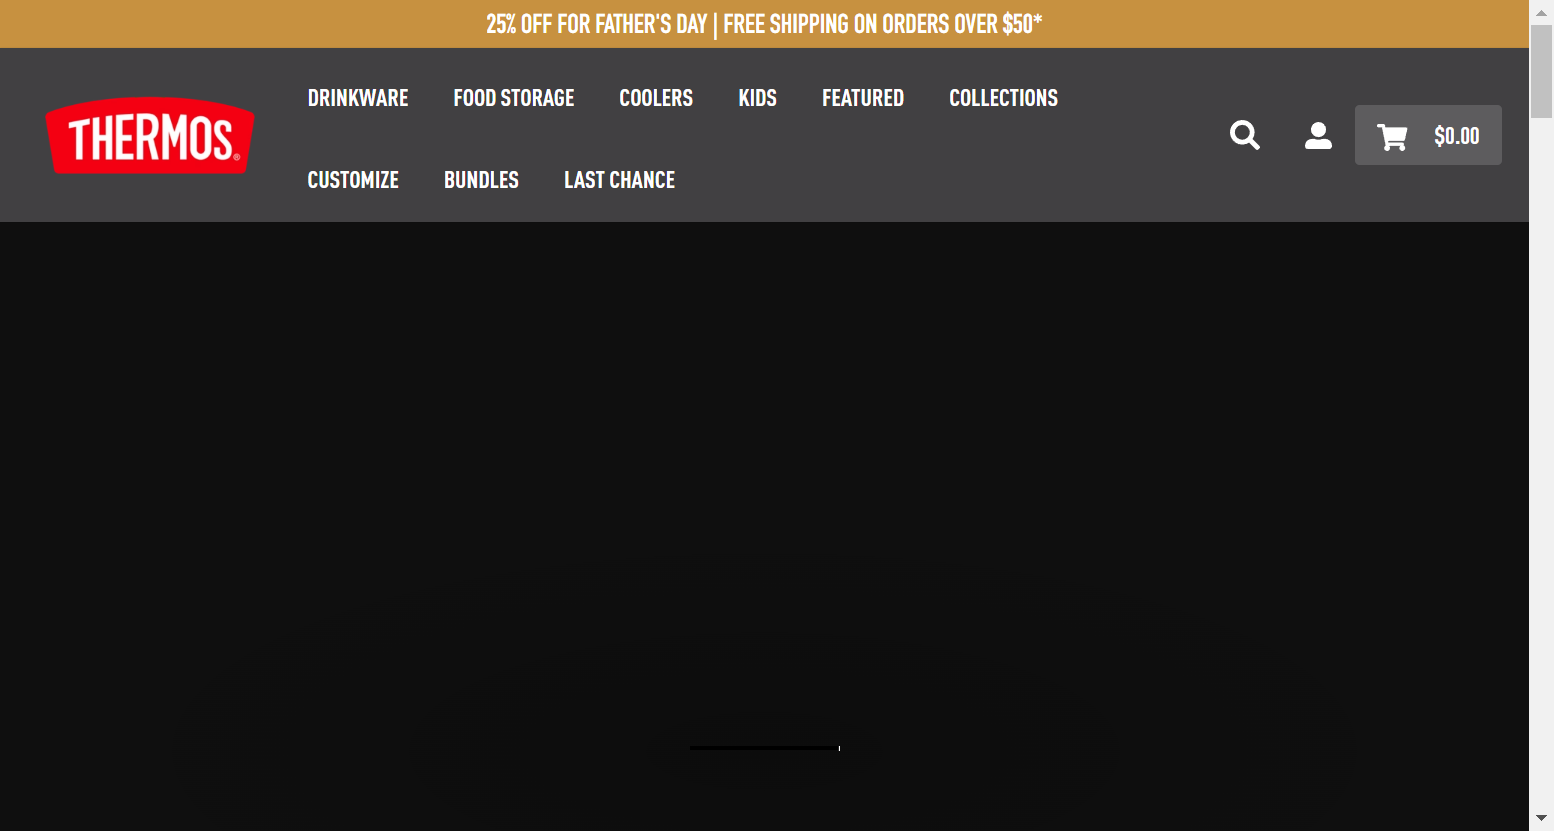 25% OFF FOR FATHER'S DAY | FREE SHIPPING ON ORDERS OVER $50*
THERMOS®
DRINKWARE FOOD STORAGE COOLERS KIDS FEATURED COLLECTIONS
CUSTOMIZE BUNDLES LAST CHANCE
$0.00